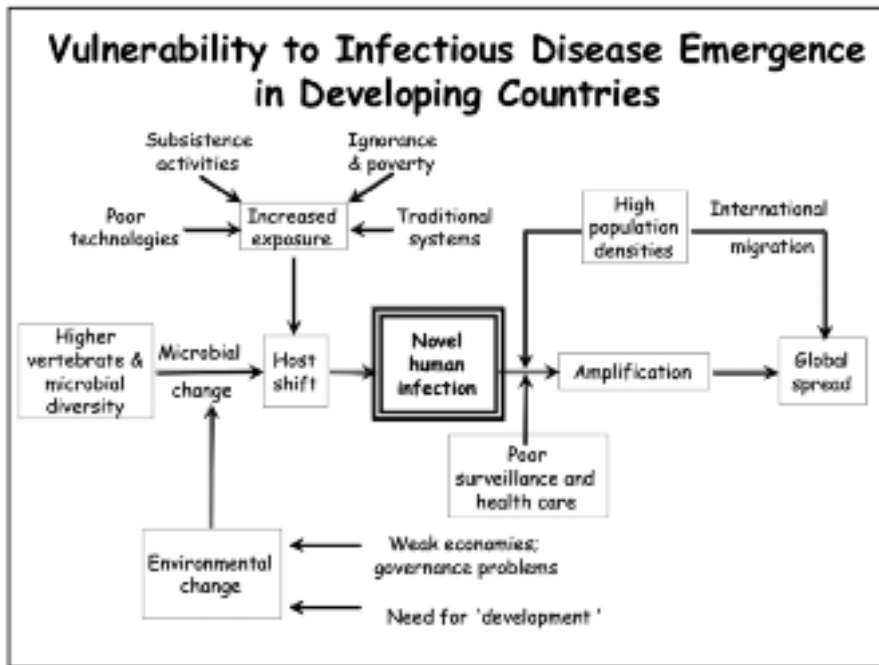 Vulnerability to Infectious Disease Emergence
in Developing Countries
Subsistence
activities
Ignorance
& poverty
Poor
technologies
Increased
exposure
Traditional
systems
High
population
densities
International
migration
Higher
vertebrate &
microbial
diversity
Microbial
change
Host
shift
Novel
human
infection
Amplification
Global
spread
Poor
surveillance and
health care
Environmental
change
Weak economies;
governance problems
Need for 'development '